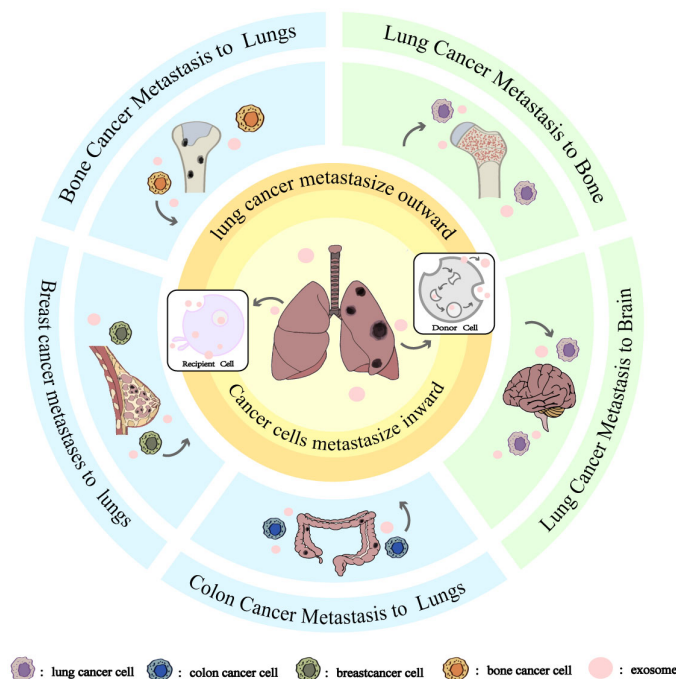 Bone Cancer Metastasis to Lungs
Lung Cancer Metastasis to Bone
lung cancer metastasize outward
Breast cancer metastases to lungs
Recipient Cell
Donor Cell
Lung Cancer Metastasis to Brain
Cancer cells metastasize inward
Colon Cancer Metastasis to Lungs
: lung cancer cell : colon cancer cell : breastcancer cell : bone cancer cell : exosome